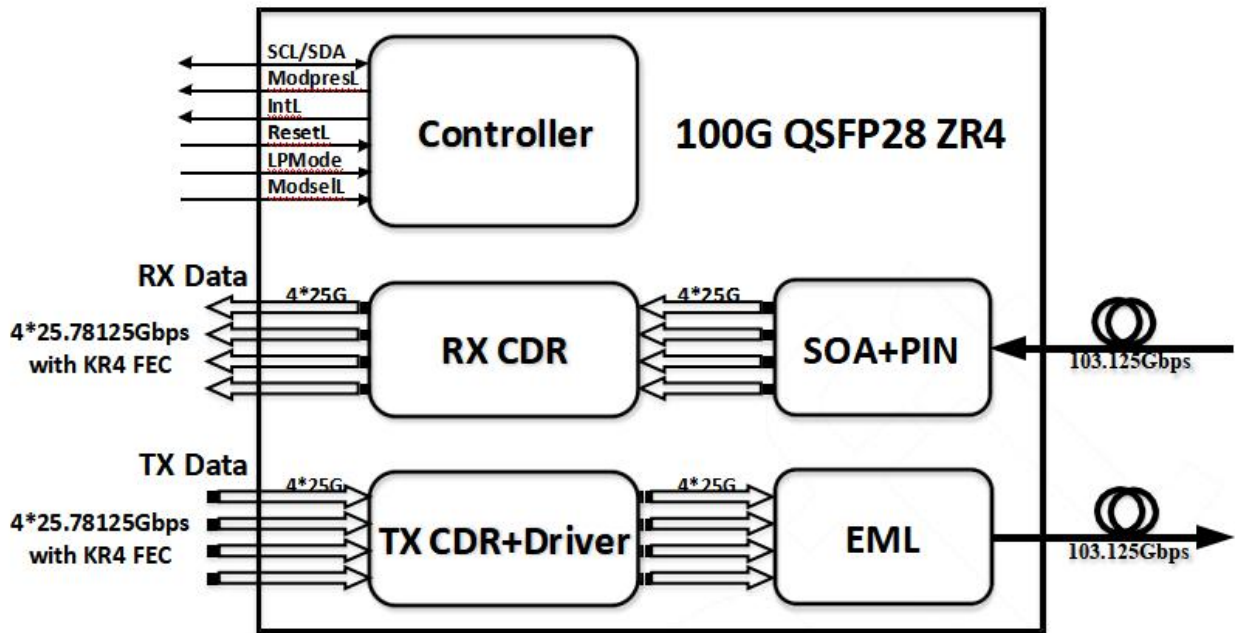 SCL/SDA
ModpresL
IntL
ResetL
LPMode
ModselL
Controller
100G QSFP28 ZR4
RX Data
4*25.78125Gbps
with KR4 FEC
4*25G
RX CDR
4*25G
SOA+PIN
103.125Gbps
TX Data
4*25.78125Gbps
with KR4 FEC
4*25G
TX CDR+Driver
4*25G
EML
103.125Gbps